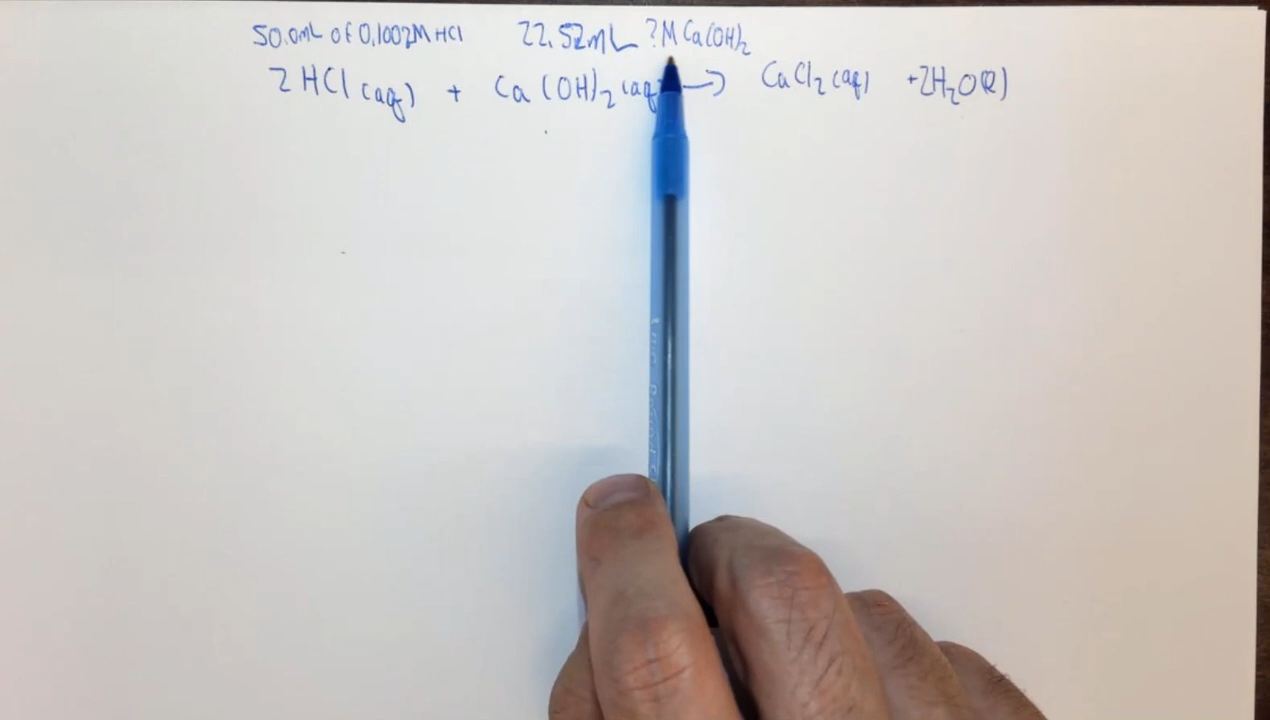 50.0mL of 0.1002M HCl 22.52mL ?M Ca(OH)₂
2HCl(aq) + Ca(OH)₂(aq) → CaCl₂(aq) + 2H₂O(l)